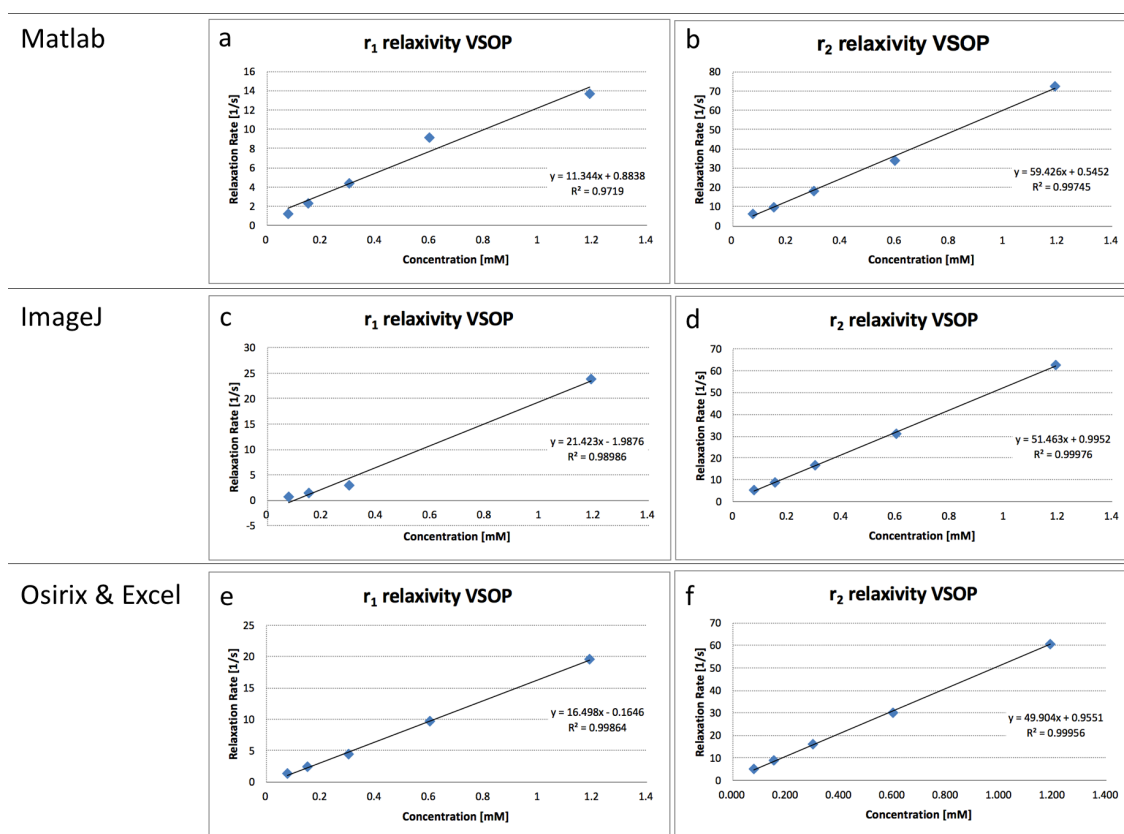 Matlab
a
r₁ relaxivity VSOP
16
14
12
10
8
6
4
2
0
Relaxation Rate [1/s]
y = 11.344x + 0.8838
R² = 0.9719
0 0.2 0.4 0.6 0.8 1 1.2 1.4
Concentration [mM]
b
r₂ relaxivity VSOP
80
70
60
50
40
30
20
10
0
Relaxation Rate [1/s]
y = 59.426x + 0.5452
R² = 0.99745
0 0.2 0.4 0.6 0.8 1 1.2 1.4
Concentration [mM]
ImageJ
c
r₁ relaxivity VSOP
30
25
20
15
10
5
0
-5
Relaxation Rate [1/s]
y = 21.423x - 1.9876
R² = 0.98986
0 0.2 0.4 0.6 0.8 1 1.2 1.4
Concentration [mM]
d
r₂ relaxivity VSOP
70
60
50
40
30
20
10
0
Relaxation Rate [1/s]
y = 51.463x + 0.9952
R² = 0.99976
0 0.2 0.4 0.6 0.8 1 1.2 1.4
Concentration [mM]
Osirix & Excel
e
r₁ relaxivity VSOP
25
20
15
10
5
0
Relaxation Rate [1/s]
y = 16.498x - 0.1646
R² = 0.99864
0 0.2 0.4 0.6 0.8 1 1.2 1.4
Concentration [mM]
f
r₂ relaxivity VSOP
70
60
50
40
30
20
10
0
Relaxation Rate [1/s]
y = 49.904x + 0.9551
R² = 0.99956
0.000 0.200 0.400 0.600 0.800 1.000 1.200 1.400
Concentration [mM]